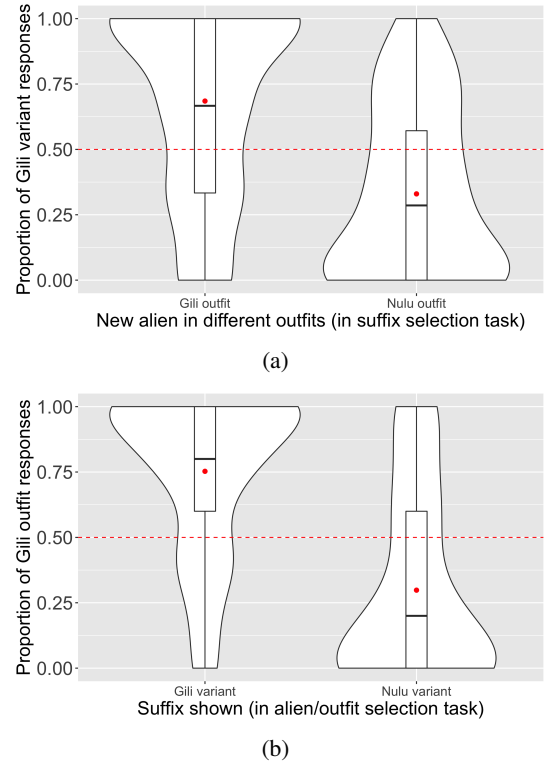 Proportion of Gili variant responses
1.00
0.75
0.50
0.25
0.00
Gili outfit
Nulu outfit
New alien in different outfits (in suffix selection task)
(a)
Proportion of Gili outfit responses
1.00
0.75
0.50
0.25
0.00
Gili variant
Nulu variant
Suffix shown (in alien/outfit selection task)
(b)